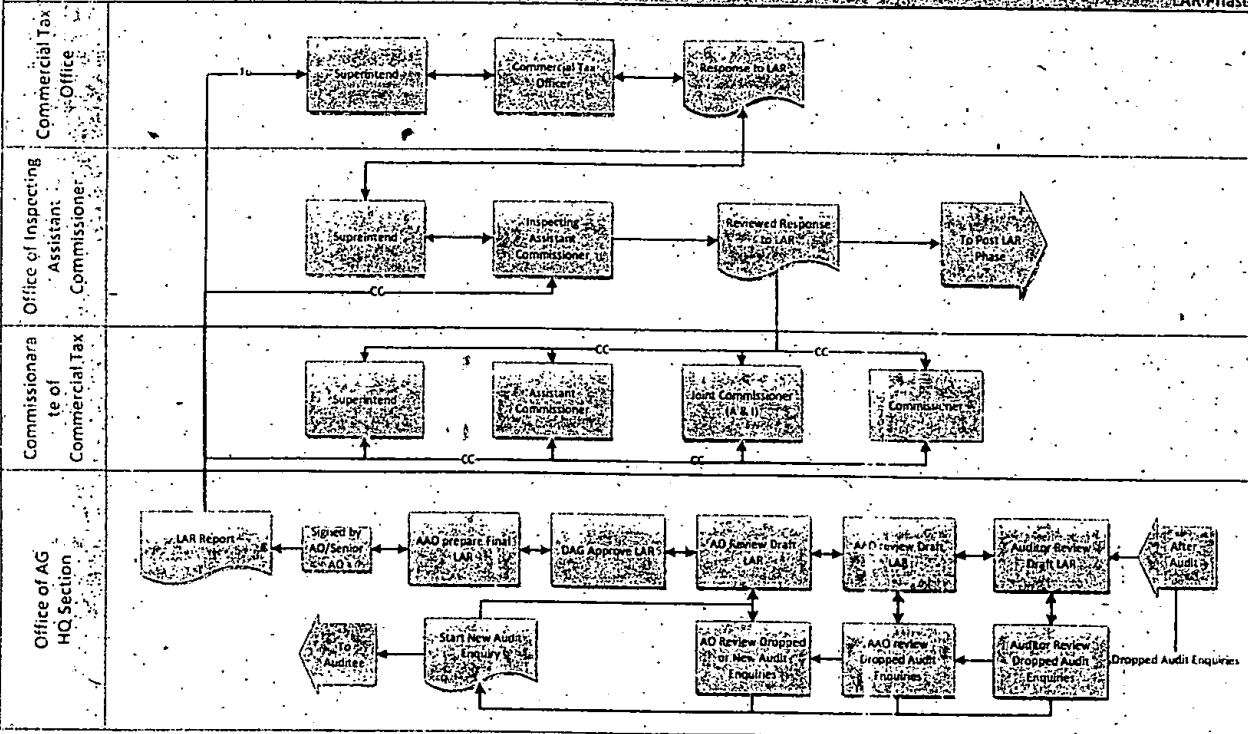 LAR Phase
Commercial Tax
Office
To
Superintend
Commercial Tax
Officer
Response to LAR
Office of Inspecting
Assistant
Commissioner
Supreintend
Inspecting
Assistant
Commissioner
Reviewed Response
to LAR
To Post LAR
Phase
CC
Commissionara
te of
Commercial Tax
CC
CC
Superintend
Assistant
Commissioner
Joint Commissioner
(A & I)
Commissioner
CC
CC
Office of AG
HQ Section
LAR Report
Signed by
AO/Senior
AO
AAO prepare Final
LAR
DAG Approve LAR
AO Review Draft
LAR
AAO review Draft
LAR
Auditor Review
Draft LAR
After
Audit
To
Auditee
Start New Audit
Enquiry
AO Review Dropped
or New Audit
Enquiries
AAO review
Dropped Audit
Enquiries
Auditor Review
Dropped Audit
Enquiries
Dropped Audit Enquiries